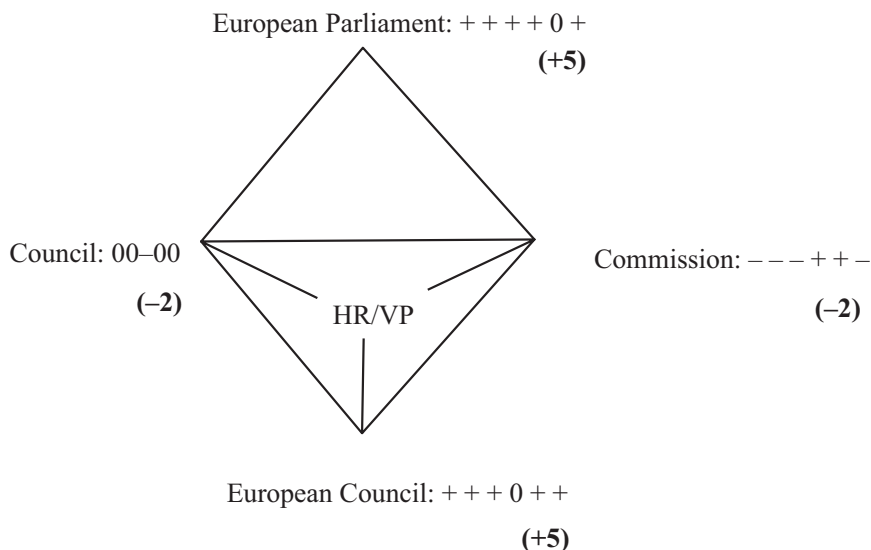 European Parliament: + + + + 0 +
(+5)
Council: 00–00
(–2)
Commission: – – – + + –
(–2)
HR/VP
European Council: + + + 0 + +
(+5)